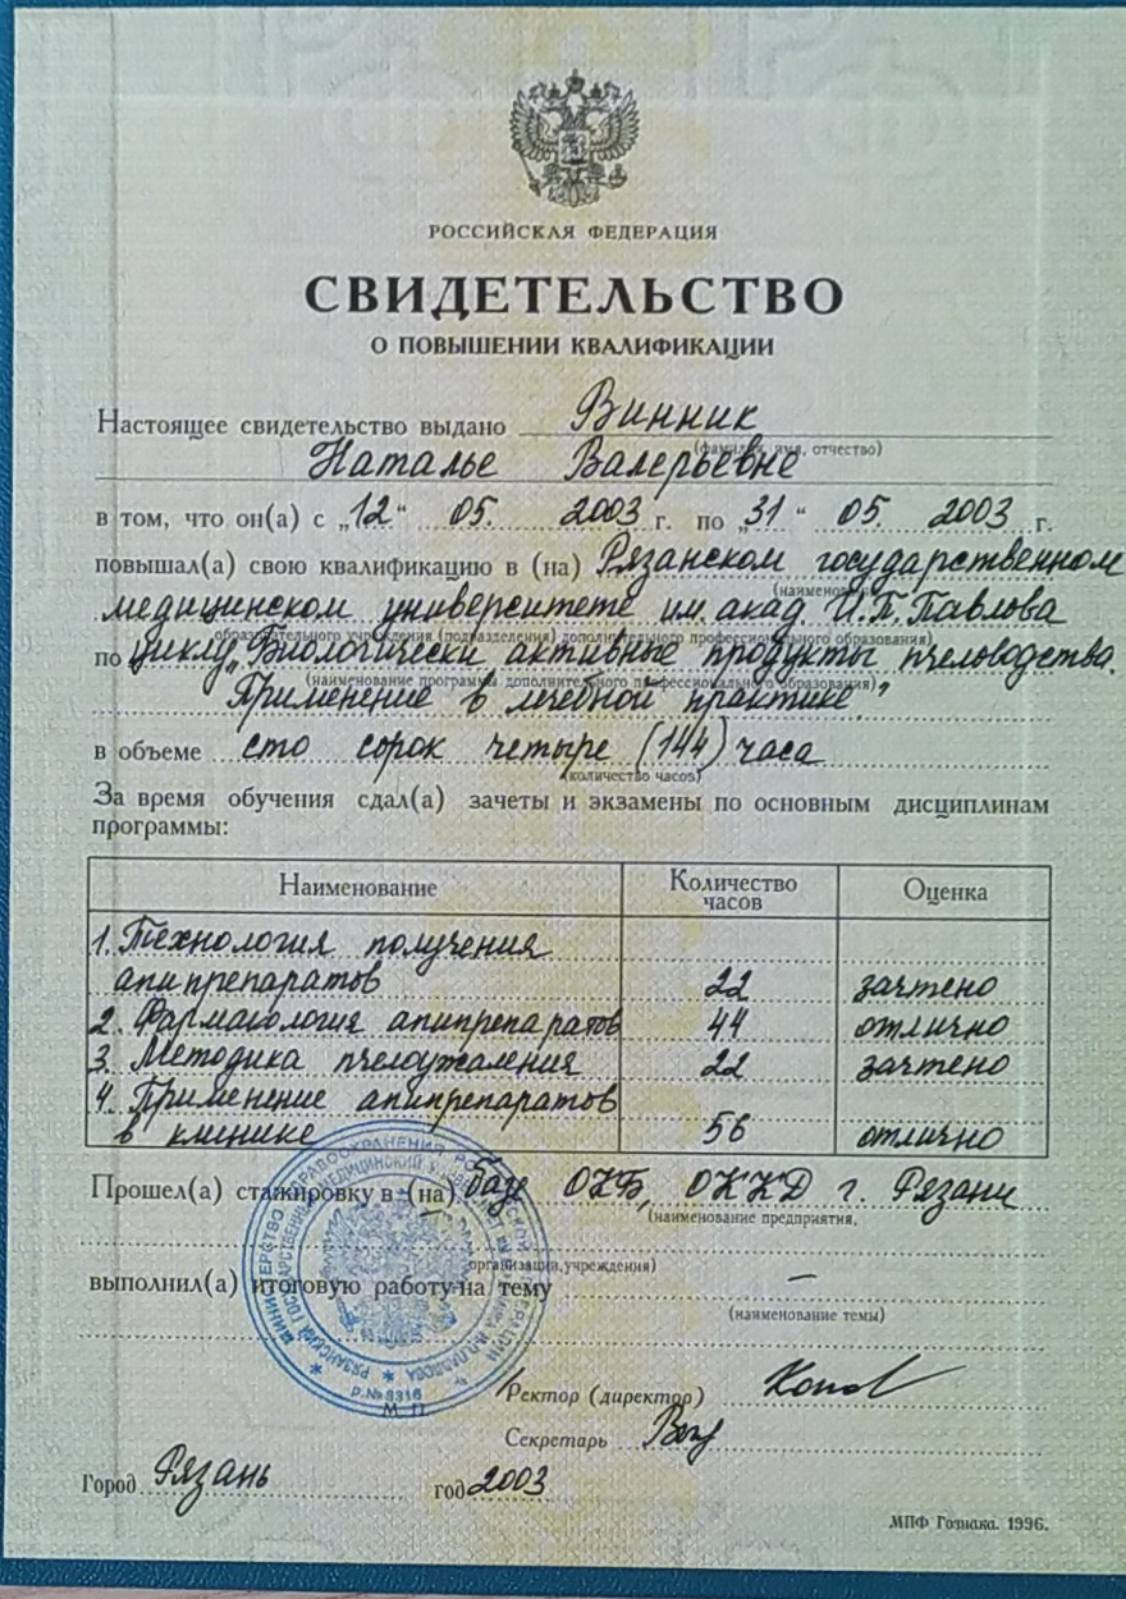 РОССИЙСКАЯ ФЕДЕРАЦИЯ
СВИДЕТЕЛЬСТВО
О ПОВЫШЕНИИ КВАЛИФИКАЦИИ
Настоящее свидетельство выдано Винник
(фамилия, имя, отчество)
Наталье Валерьевне
в том, что он(а) с „12“ 05. 2003 г. по „31“ 05. 2003 г.
повышал(а) свою квалификацию в (на) Рязанском государственном
(наименование
медицинском университете им. акад. И.П. Павлова
образовательного учреждения (подразделения) дополнительного профессионального образования)
по циклу „Биологически активные продукты пчеловодства.
(наименование программы дополнительного профессионального образования)
Применение в лечебной практике"
в объеме сто сорок четыре (144) часа
(количество часов)
За время обучения сдал(а) зачеты и экзамены по основным дисциплинам
программы:
Наименование Количество часов Оценка
1. Технология получения
апипрепаратов 22 зачтено
2. Фармакология апипрепаратов 44 отлично
3. Методика пчелоужаления 22 зачтено
4. Применение апипрепаратов
в клинике 56 отлично
Прошел(а) стажировку в (на) базе ОКБ, ОККД г. Рязани
(наименование предприятия,
организации, учреждения)
выполнил(а) итоговую работу на тему —
(наименование темы)
р.№ 3316
М.П.
Ректор (директор)
Секретарь
Город Рязань год 2003
МПФ Гознака. 1996.